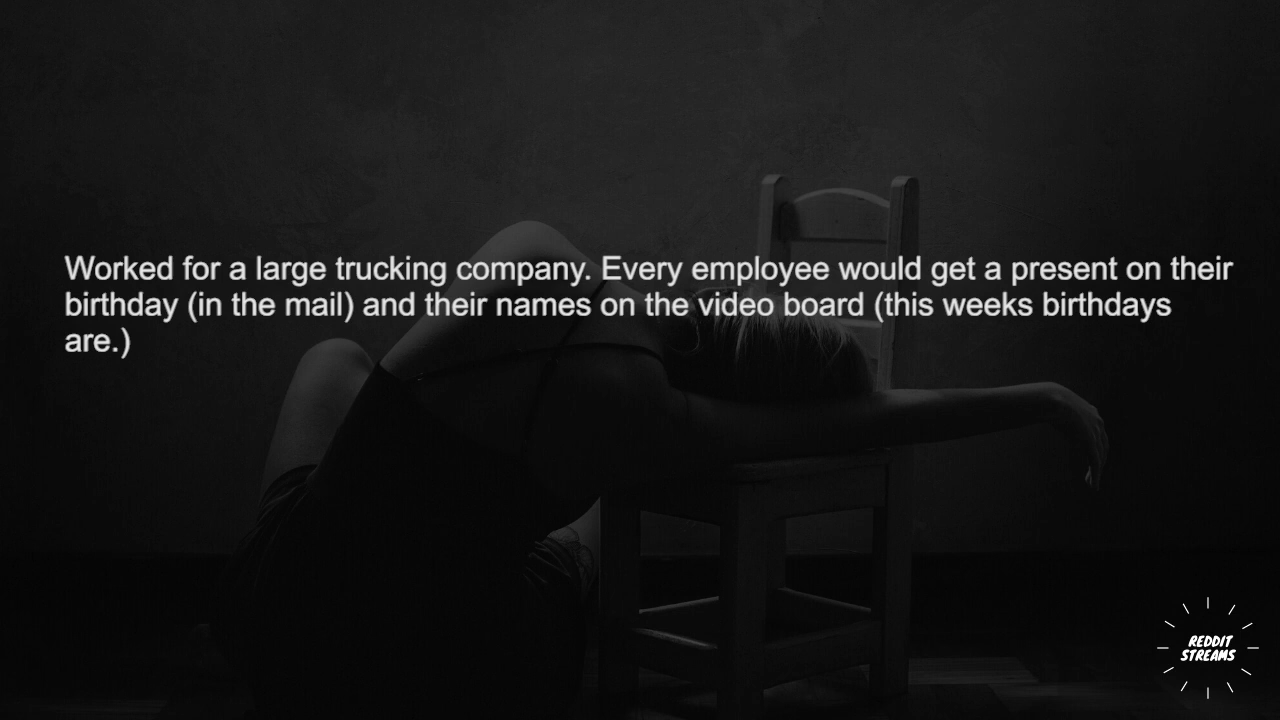 Worked for a large trucking company. Every employee would get a present on their
birthday (in the mail) and their names on the video board (this weeks birthdays
are.)
REDDIT
STREAMS